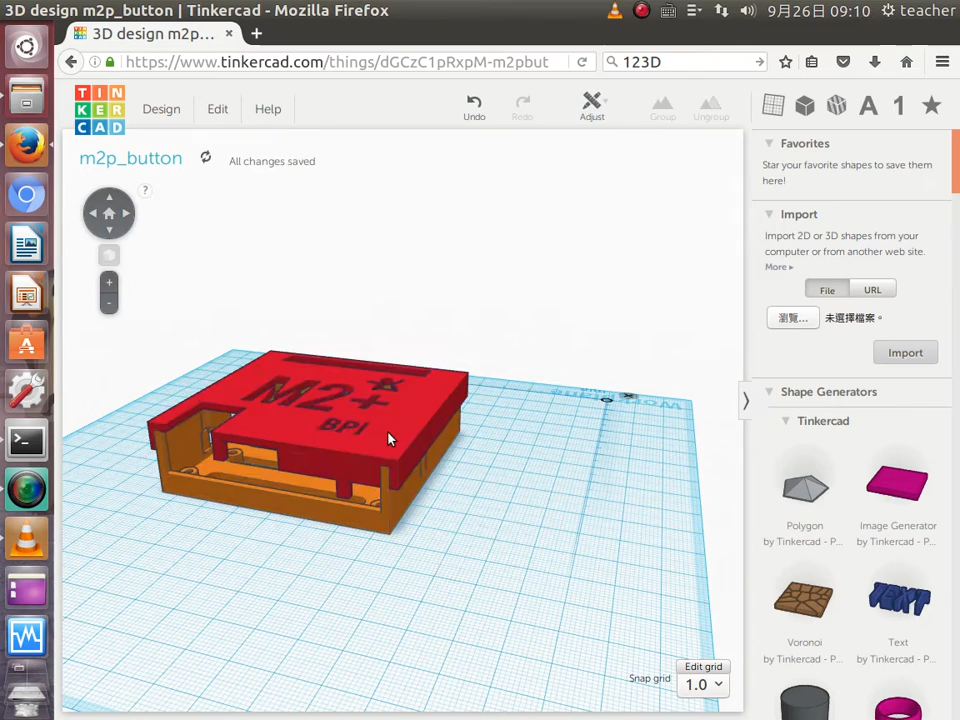 3D design m2p_button | Tinkercad - Mozilla Firefox
9月26日 09:10 teacher
3D design m2p... × +
https://www.tinkercad.com/things/dGCzC1pRxpM-m2pbut
123D
TIN
KER
CAD
Design Edit Help
Undo Redo Adjust Group Ungroup
A 1
m2p_button
All changes saved
?
+
-
M2+
BPI
Edit grid
Snap grid 1.0
Favorites
Star your favorite shapes to save them
here!
Import
Import 2D or 3D shapes from your
computer or from another web site.
More ▸
File URL
瀏覽... 未選擇檔案。
Import
Shape Generators
Tinkercad
Polygon
by Tinkercad - P...
Image Generator
by Tinkercad - P...
TEXT
Voronoi
by Tinkercad - P...
Text
by Tinkercad - P...